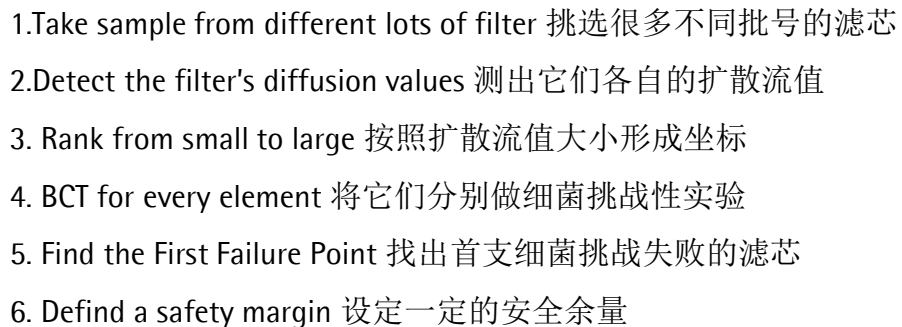 1.Take sample from different lots of filter 挑选很多不同批号的滤芯
2.Detect the filter's diffusion values 测出它们各自的扩散流值
3. Rank from small to large 按照扩散流值大小形成坐标
4. BCT for every element 将它们分别做细菌挑战性实验
5. Find the First Failure Point 找出首支细菌挑战失败的滤芯
6. Defind a safety margin 设定一定的安全余量